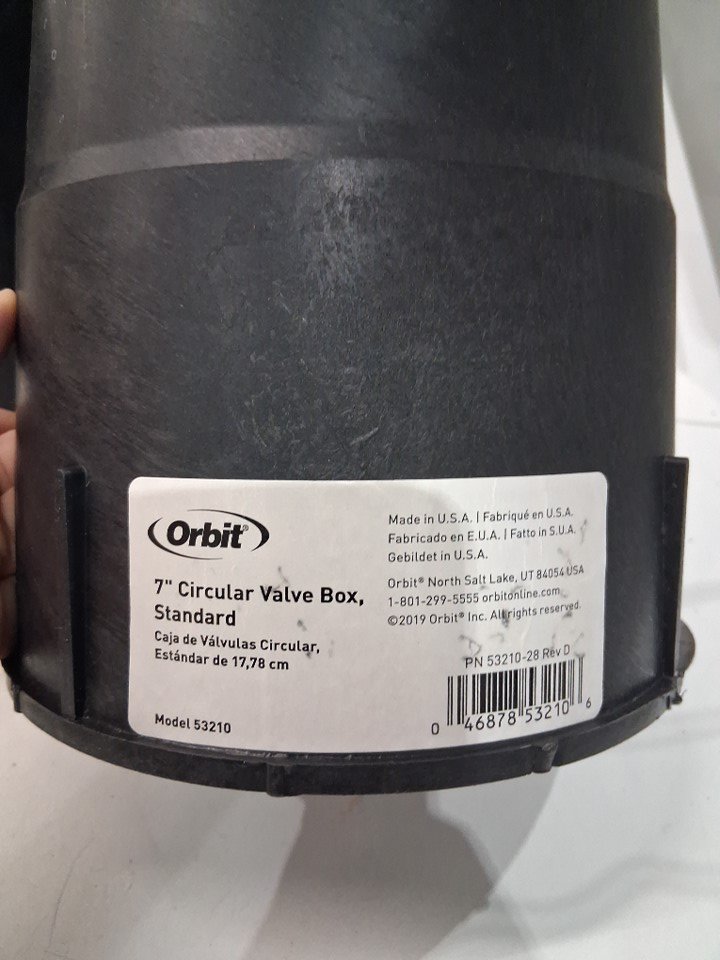 Orbit®
7" Circular Valve Box,
Standard
Caja de Válvulas Circular,
Estándar de 17,78 cm
Model 53210
Made in U.S.A. | Fabriqué en U.S.A.
Fabricado en E.U.A. | Fatto in S.U.A.
Gebildet in U.S.A.
Orbit® North Salt Lake, UT 84054 USA
1-801-299-5555 orbitonline.com
©2019 Orbit® Inc. All rights reserved.
PN 53210-28 Rev D
0 46878 53210 6